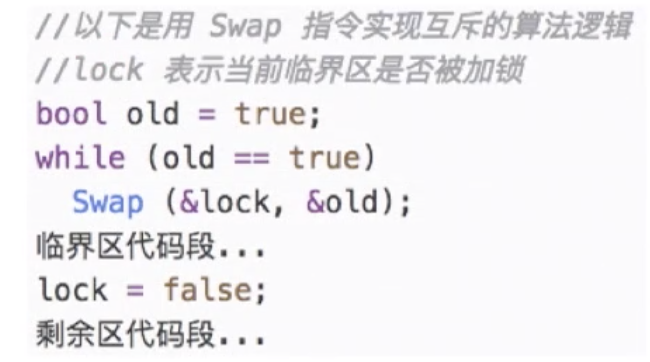 //以下是用 Swap 指令实现互斥的算法逻辑
//lock 表示当前临界区是否被加锁
bool old = true;
while (old == true)
  Swap (&lock, &old);
临界区代码段...
lock = false;
剩余区代码段...